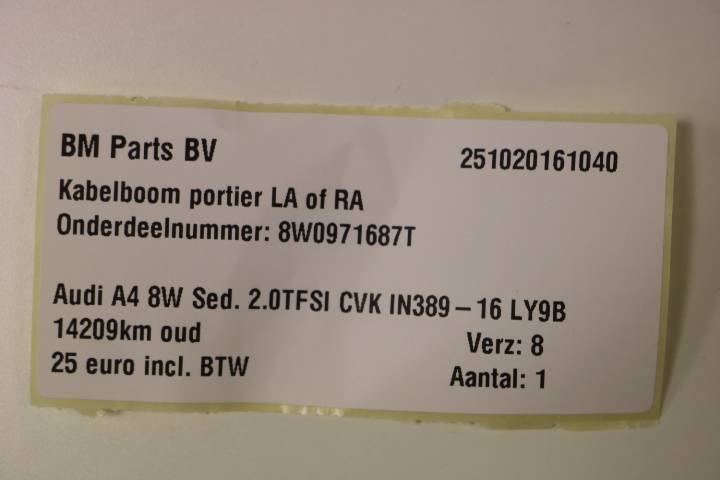 BM Parts BV 251020161040
Kabelboom portier LA of RA
Onderdeelnummer: 8W0971687T
Audi A4 8W Sed. 2.0TFSI CVK IN389 – 16 LY9B
14209km oud Verz: 8
25 euro incl. BTW Aantal: 1